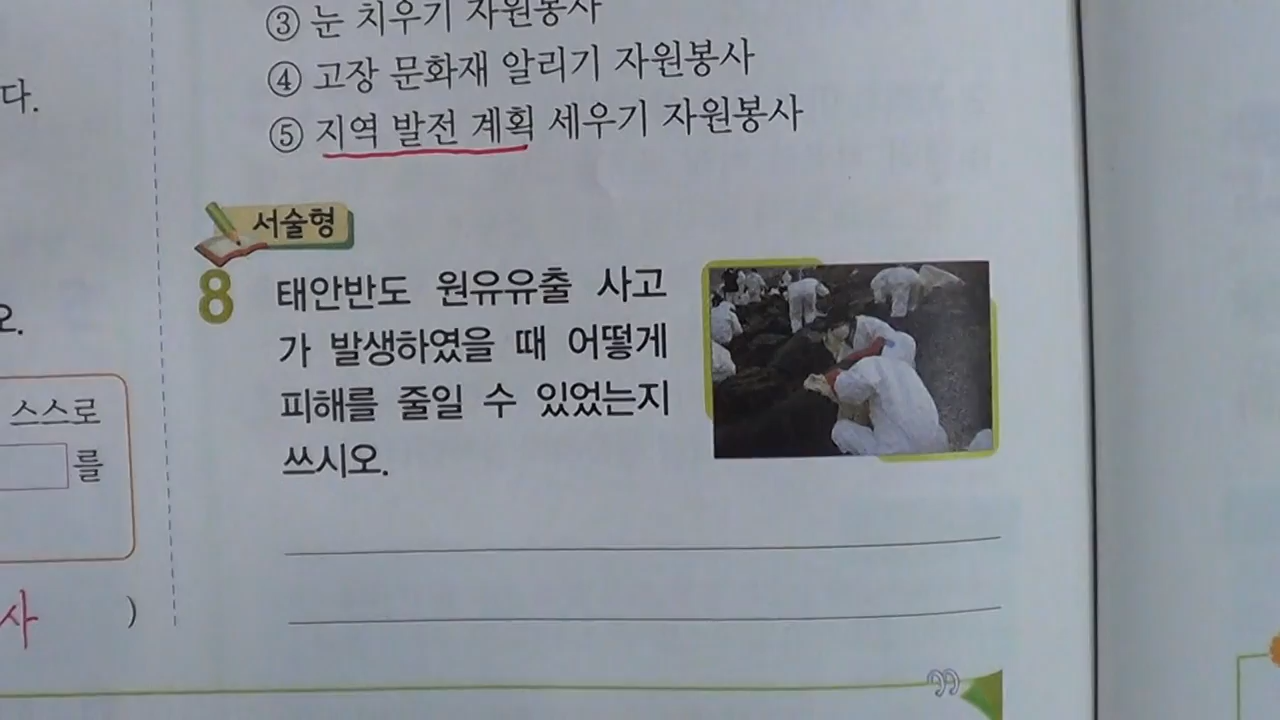 ③ 눈 치우기 자원봉사
④ 고장 문화재 알리기 자원봉사
다.
⑤ 지역 발전 계획 세우기 자원봉사
서술형
8 태안반도 원유유출 사고
가 발생하였을 때 어떻게
피해를 줄일 수 있었는지
쓰시오.
오.
스스로
를
사 )